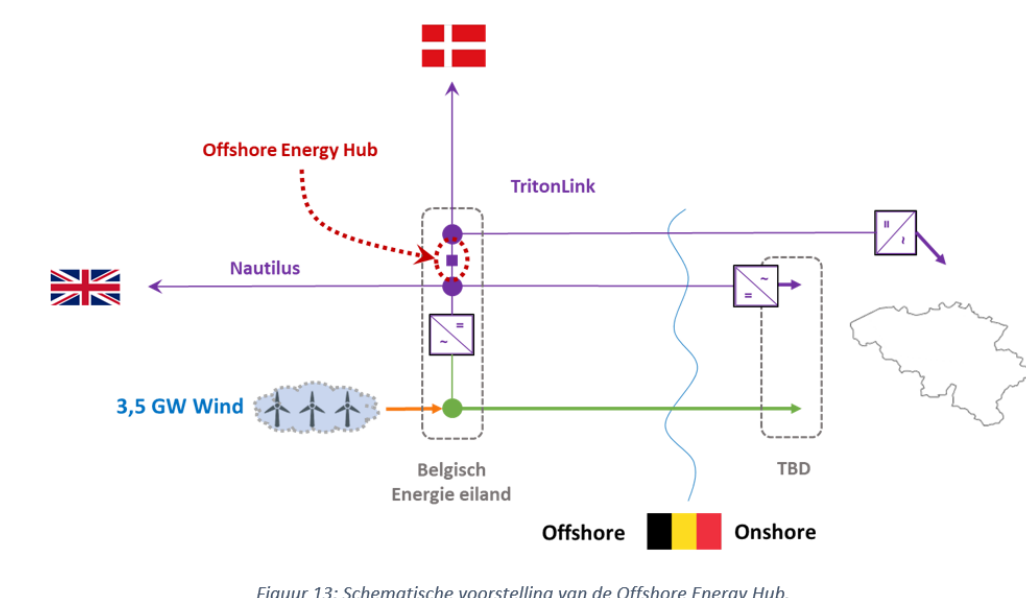 Offshore Energy Hub
TritonLink
Nautilus
3,5 GW Wind
Belgisch
Energie eiland
TBD
Offshore
Onshore
Figuur 13: Schematische voorstelling van de Offshore Energy Hub.